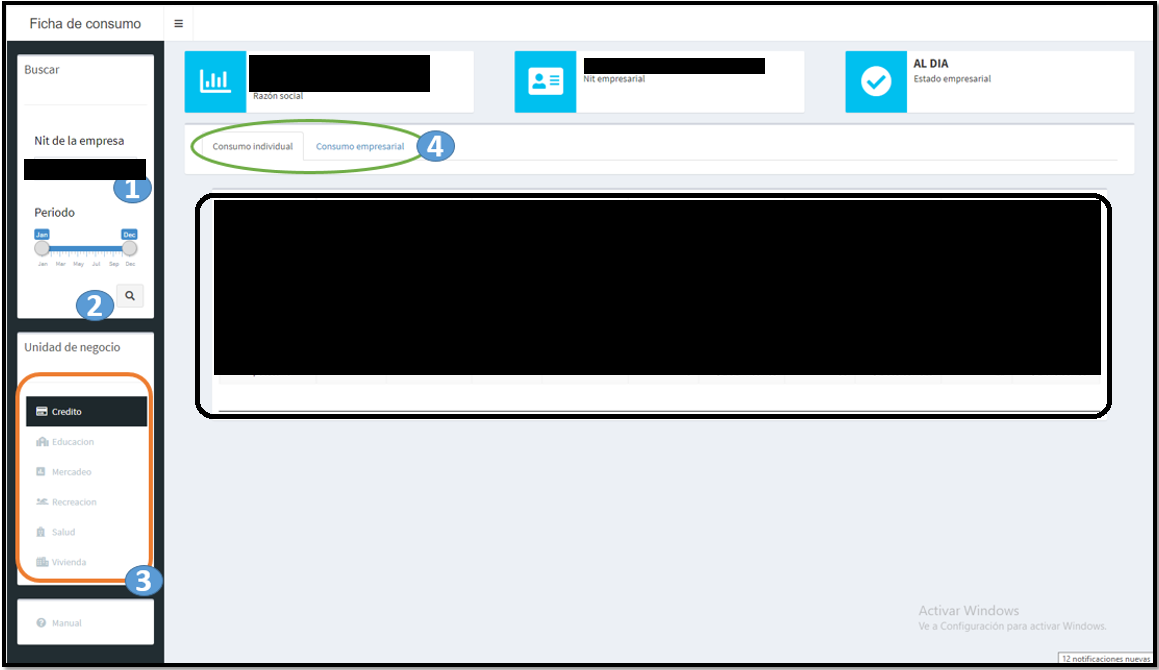 Ficha de consumo
Buscar
Nit de la empresa
1
Periodo
Jan Dec
Jan Mar May Jul Sep Dec
2
Unidad de negocio
Credito
Educacion
Mercadeo
Recreacion
Salud
Vivienda
3
Manual
Razón social
Nit empresarial
AL DIA
Estado empresarial
Consumo individual Consumo empresarial 4
Activar Windows
Ve a Configuración para activar Windows.
12 notificaciones nuevas